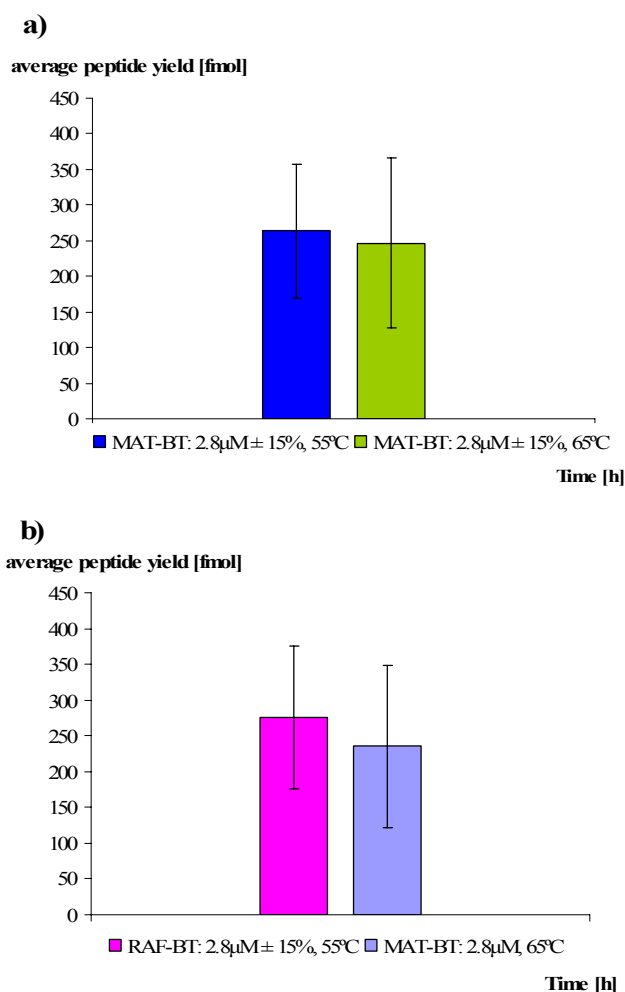 a)
average peptide yield [fmol]
450
400
350
300
250
200
150
100
50
0
MAT-BT: 2.8µM ± 15%, 55ºC MAT-BT: 2.8µM ± 15%, 65ºC
Time [h]
b)
average peptide yield [fmol]
450
400
350
300
250
200
150
100
50
0
RAF-BT: 2.8µM ± 15%, 55ºC MAT-BT: 2.8µM, 65ºC
Time [h]